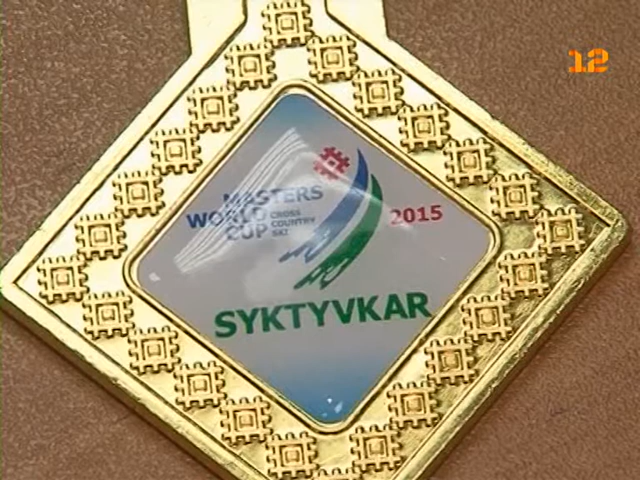 12
MASTERS
WORLD
CUP
CROSS
COUNTRY
SKI
2015
SYKTYVKAR